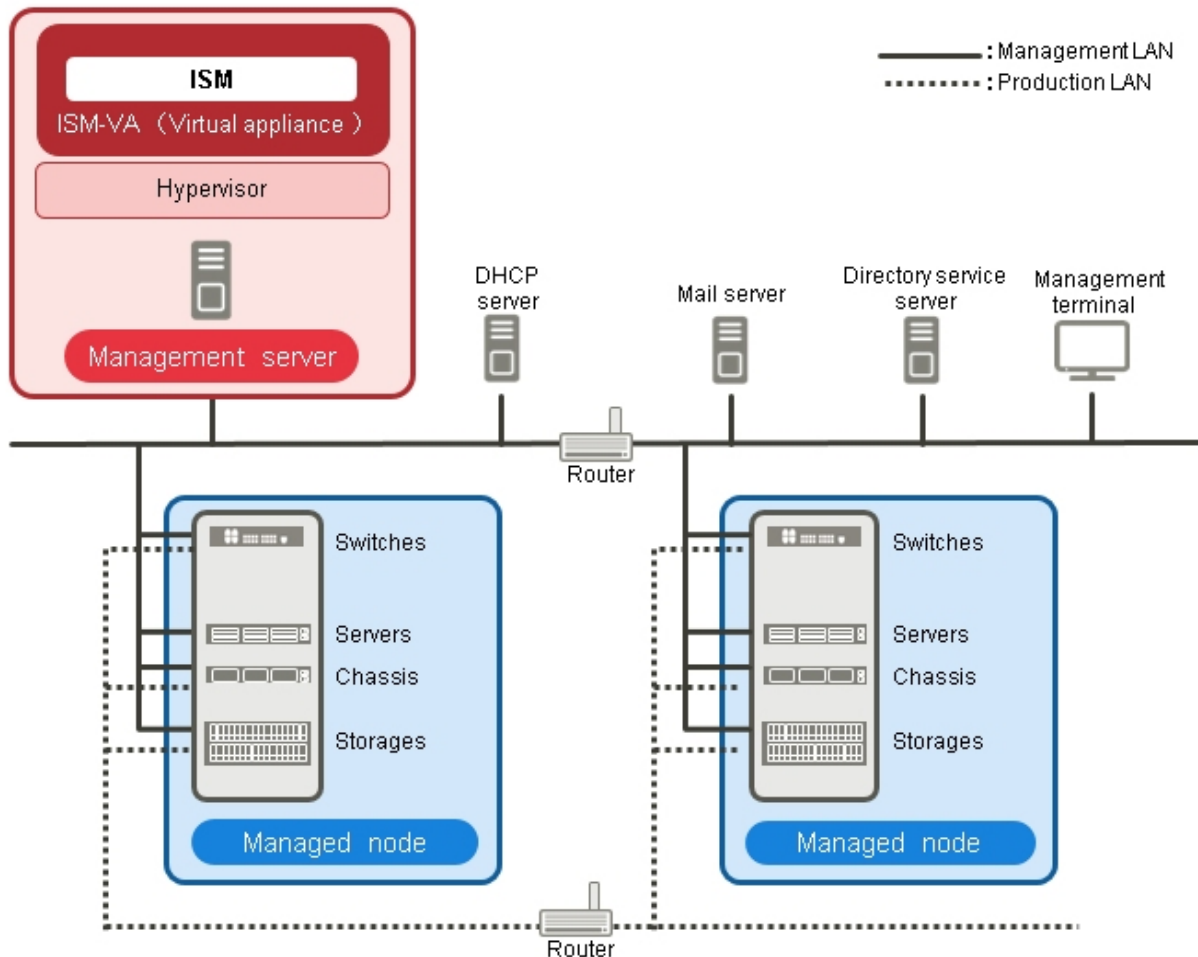 ISM
ISM-VA (Virtual appliance )
Hypervisor
Management server
: Management LAN
: Production LAN
DHCP
server
Mail server
Directory service
server
Management
terminal
Router
Switches
Servers
Chassis
Storages
Managed node
Switches
Servers
Chassis
Storages
Managed node
Router